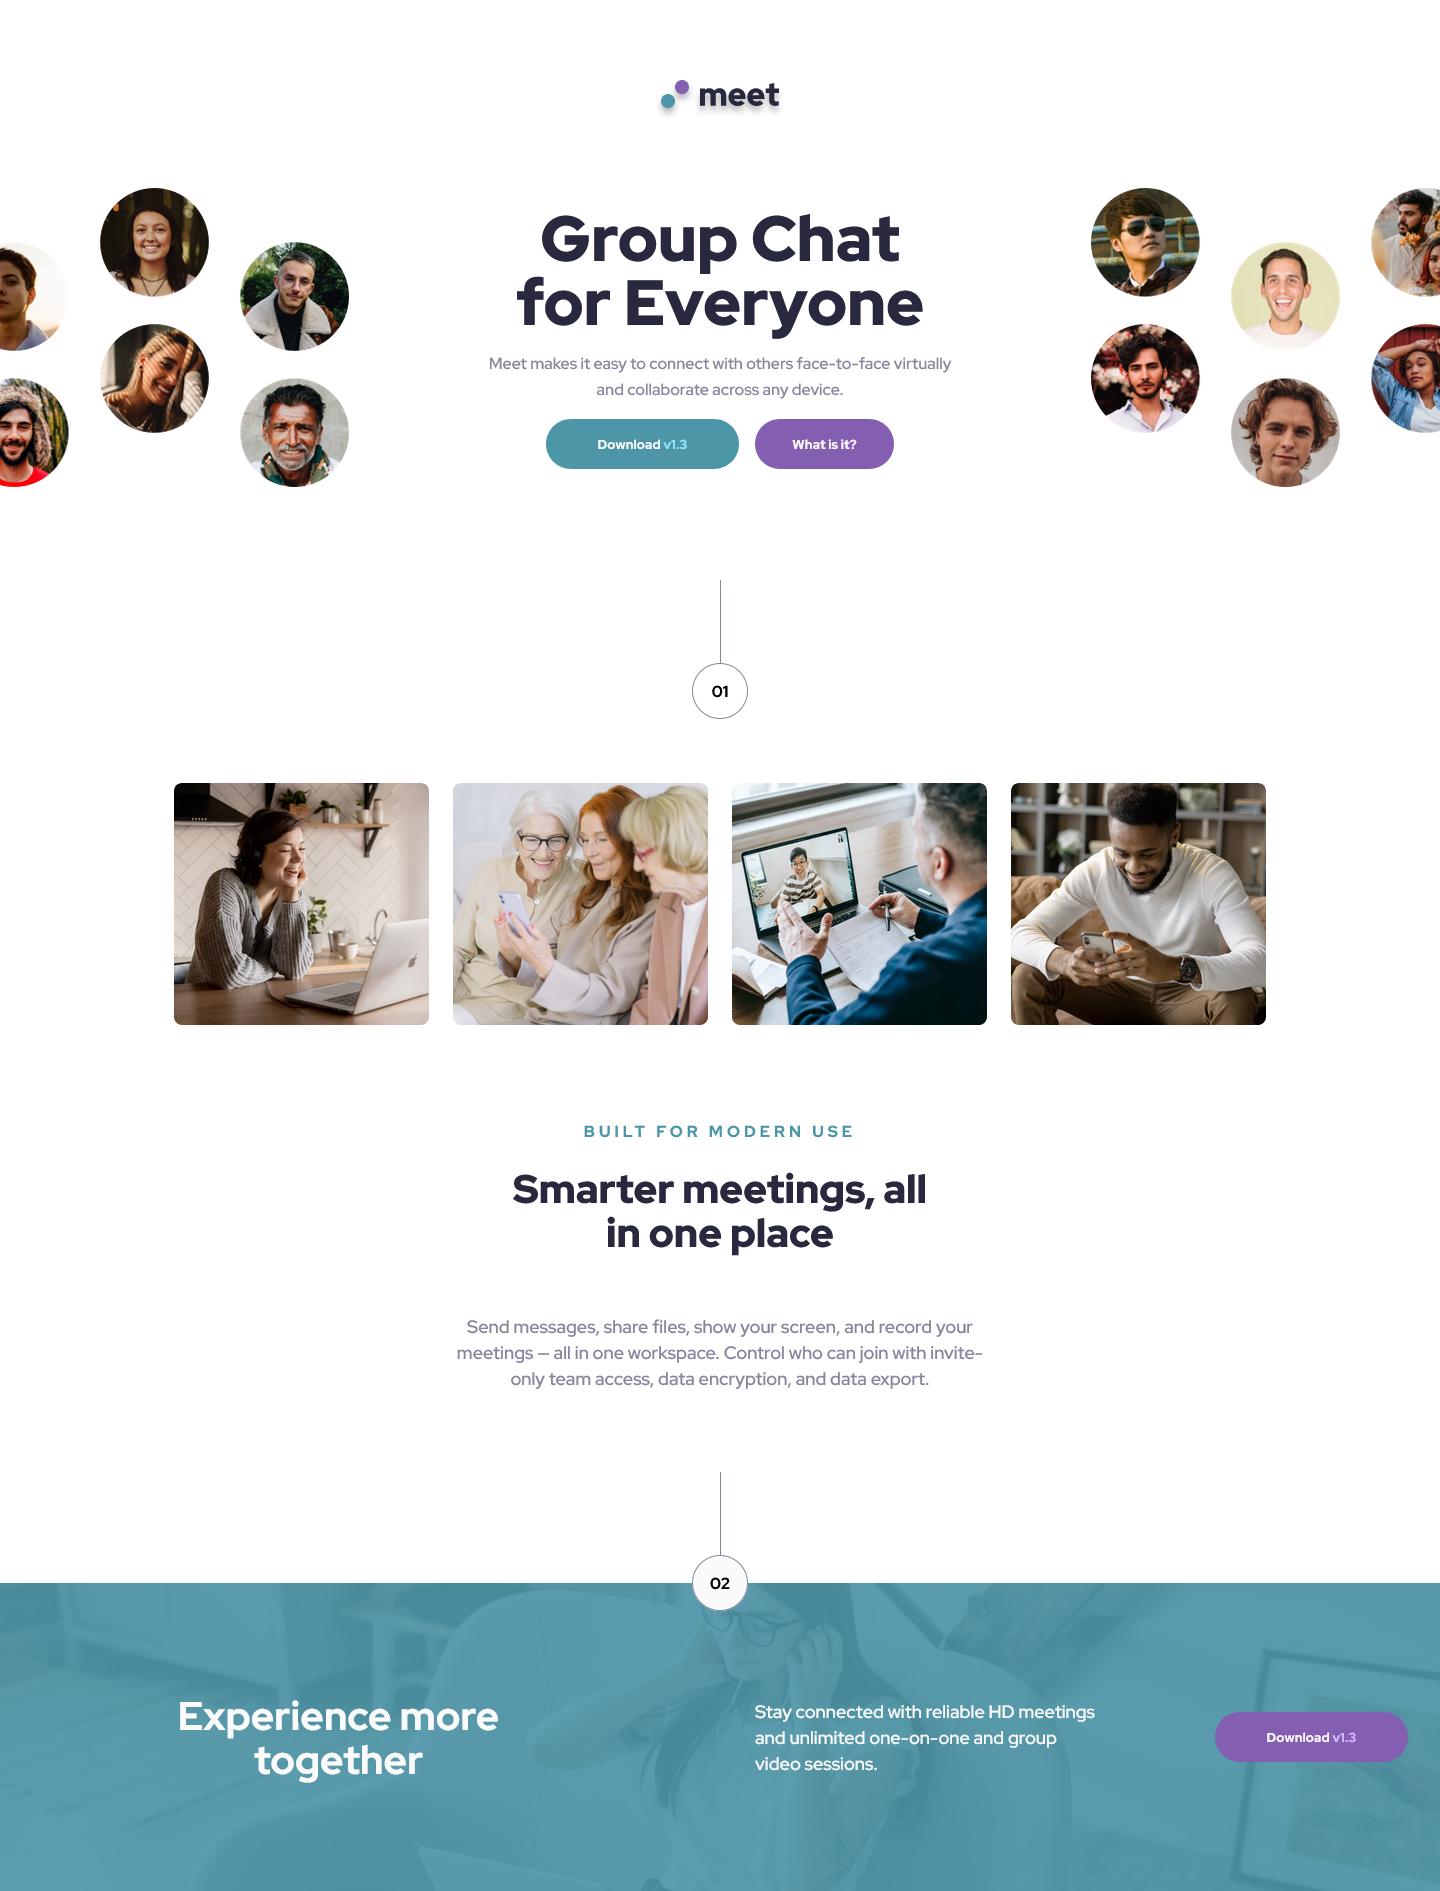 meet
Group Chat
for Everyone
Meet makes it easy to connect with others face-to-face virtually
and collaborate across any device.
Download v1.3
What is it?
01
BUILT FOR MODERN USE
Smarter meetings, all
in one place
Send messages, share files, show your screen, and record your
meetings — all in one workspace. Control who can join with invite-
only team access, data encryption, and data export.
02
Experience more
together
Stay connected with reliable HD meetings
and unlimited one-on-one and group
video sessions.
Download v1.3